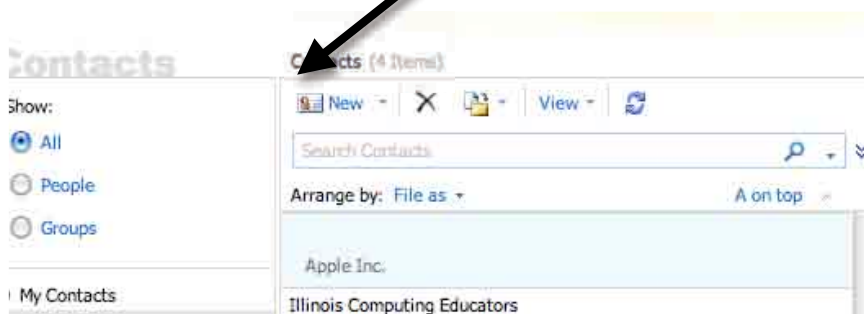 Contacts
Show:
All
People
Groups
My Contacts
Contacts (4 Items)
New
View
Search Contacts
Arrange by: File as
A on top
Apple Inc.
Illinois Computing Educators